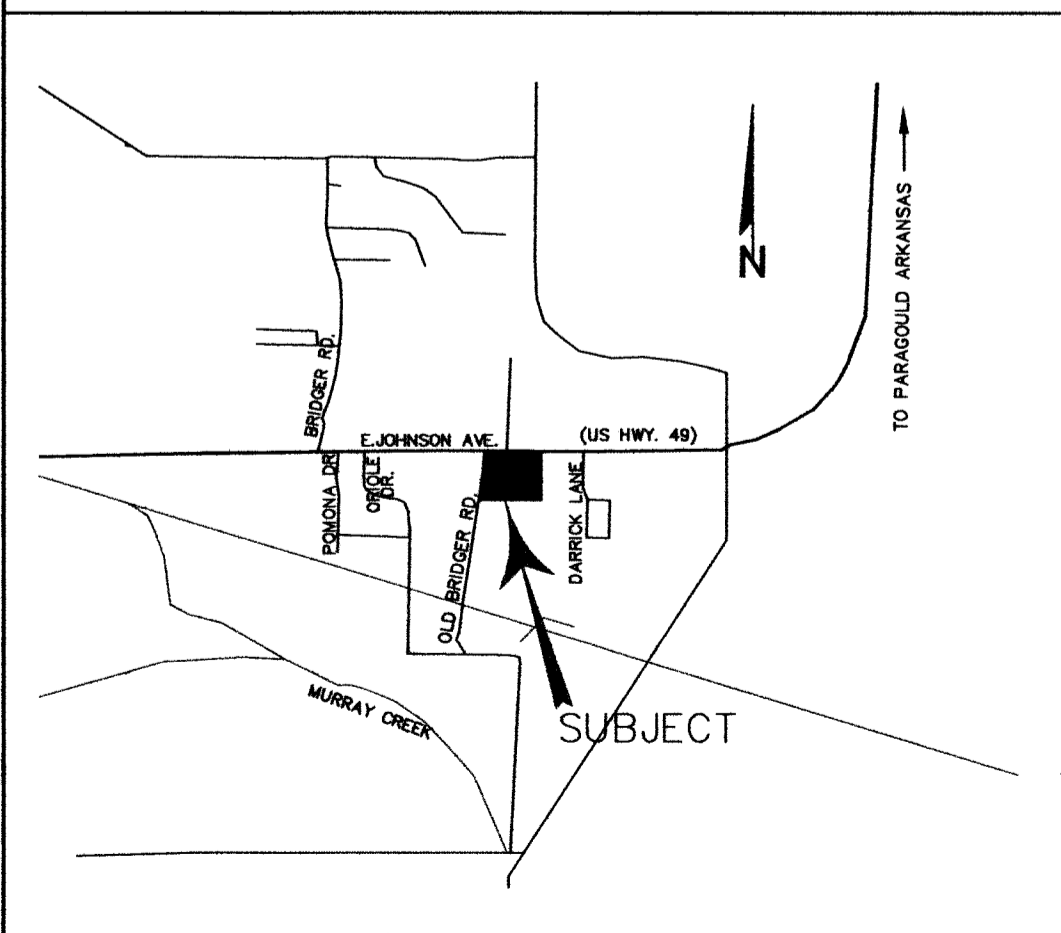 TO PARAGOULD ARKANSAS
N
BRIDGER RD.
E.JOHNSON AVE.
(US HWY. 49)
POMONA DR.
ORIOLE
DR.
OLD BRIDGER RD.
DARRICK LANE
MURRAY CREEK
SUBJECT